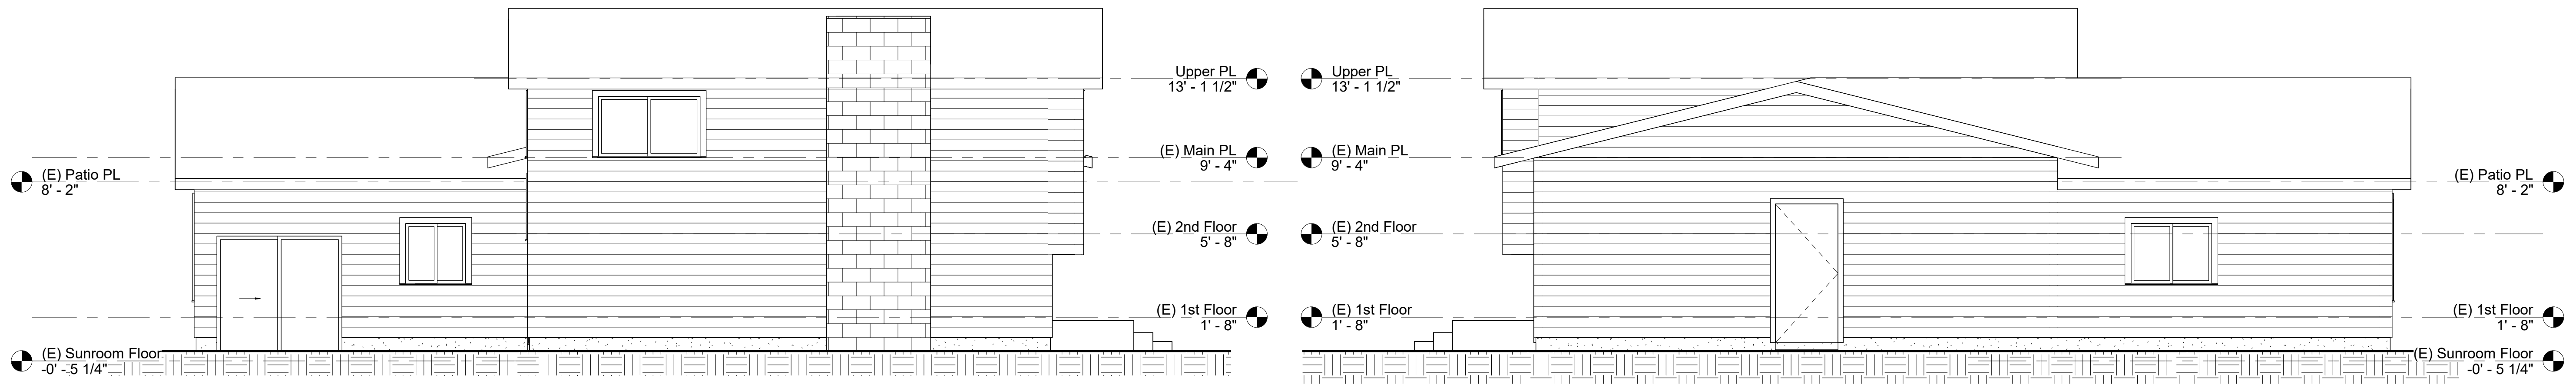 (E) Patio PL
8' - 2"
(E) Sunroom Floor
-0' - 5 1/4"
Upper PL
13' - 1 1/2"
(E) Main PL
9' - 4"
(E) 2nd Floor
5' - 8"
(E) 1st Floor
1' - 8"
Upper PL
13' - 1 1/2"
(E) Main PL
9' - 4"
(E) 2nd Floor
5' - 8"
(E) 1st Floor
1' - 8"
(E) Patio PL
8' - 2"
(E) 1st Floor
1' - 8"
(E) Sunroom Floor
-0' - 5 1/4"